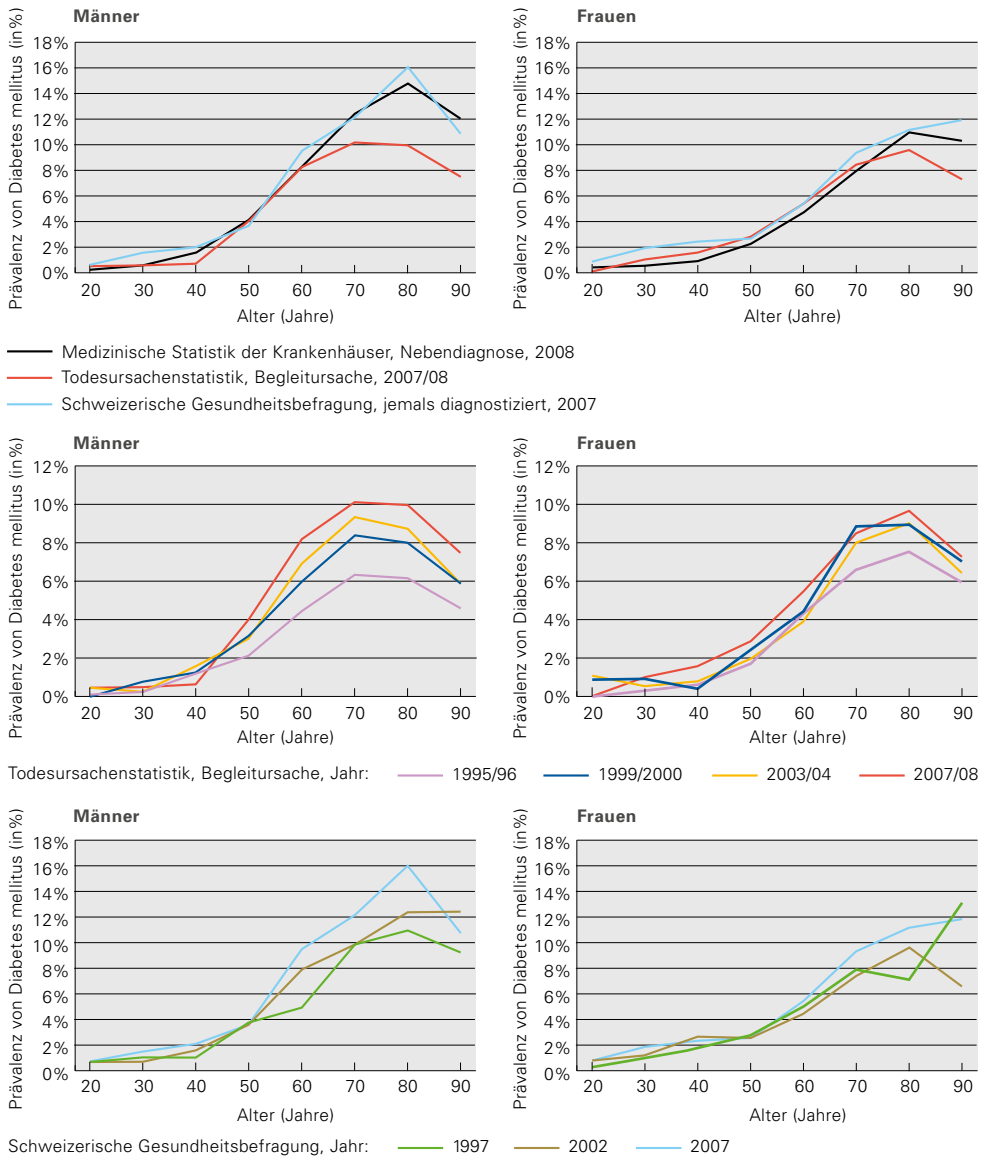 Männer
Prävalenz von Diabetes mellitus (in %)
18%
16%
14%
12%
10%
8%
6%
4%
2%
0%
20 30 40 50 60 70 80 90
Alter (Jahre)
Frauen
Prävalenz von Diabetes mellitus (in %)
18%
16%
14%
12%
10%
8%
6%
4%
2%
0%
20 30 40 50 60 70 80 90
Alter (Jahre)
Medizinische Statistik der Krankenhäuser, Nebendiagnose, 2008
Todesursachenstatistik, Begleitursache, 2007/08
Schweizerische Gesundheitsbefragung, jemals diagnostiziert, 2007
Männer
Prävalenz von Diabetes mellitus (in %)
12%
10%
8%
6%
4%
2%
0%
20 30 40 50 60 70 80 90
Alter (Jahre)
Frauen
Prävalenz von Diabetes mellitus (in %)
12%
10%
8%
6%
4%
2%
0%
20 30 40 50 60 70 80 90
Alter (Jahre)
Todesursachenstatistik, Begleitursache, Jahr: 1995/96 1999/2000 2003/04 2007/08
Männer
Prävalenz von Diabetes mellitus (in %)
18%
16%
14%
12%
10%
8%
6%
4%
2%
0%
20 30 40 50 60 70 80 90
Alter (Jahre)
Frauen
Prävalenz von Diabetes mellitus (in %)
18%
16%
14%
12%
10%
8%
6%
4%
2%
0%
20 30 40 50 60 70 80 90
Alter (Jahre)
Schweizerische Gesundheitsbefragung, Jahr: 1997 2002 2007